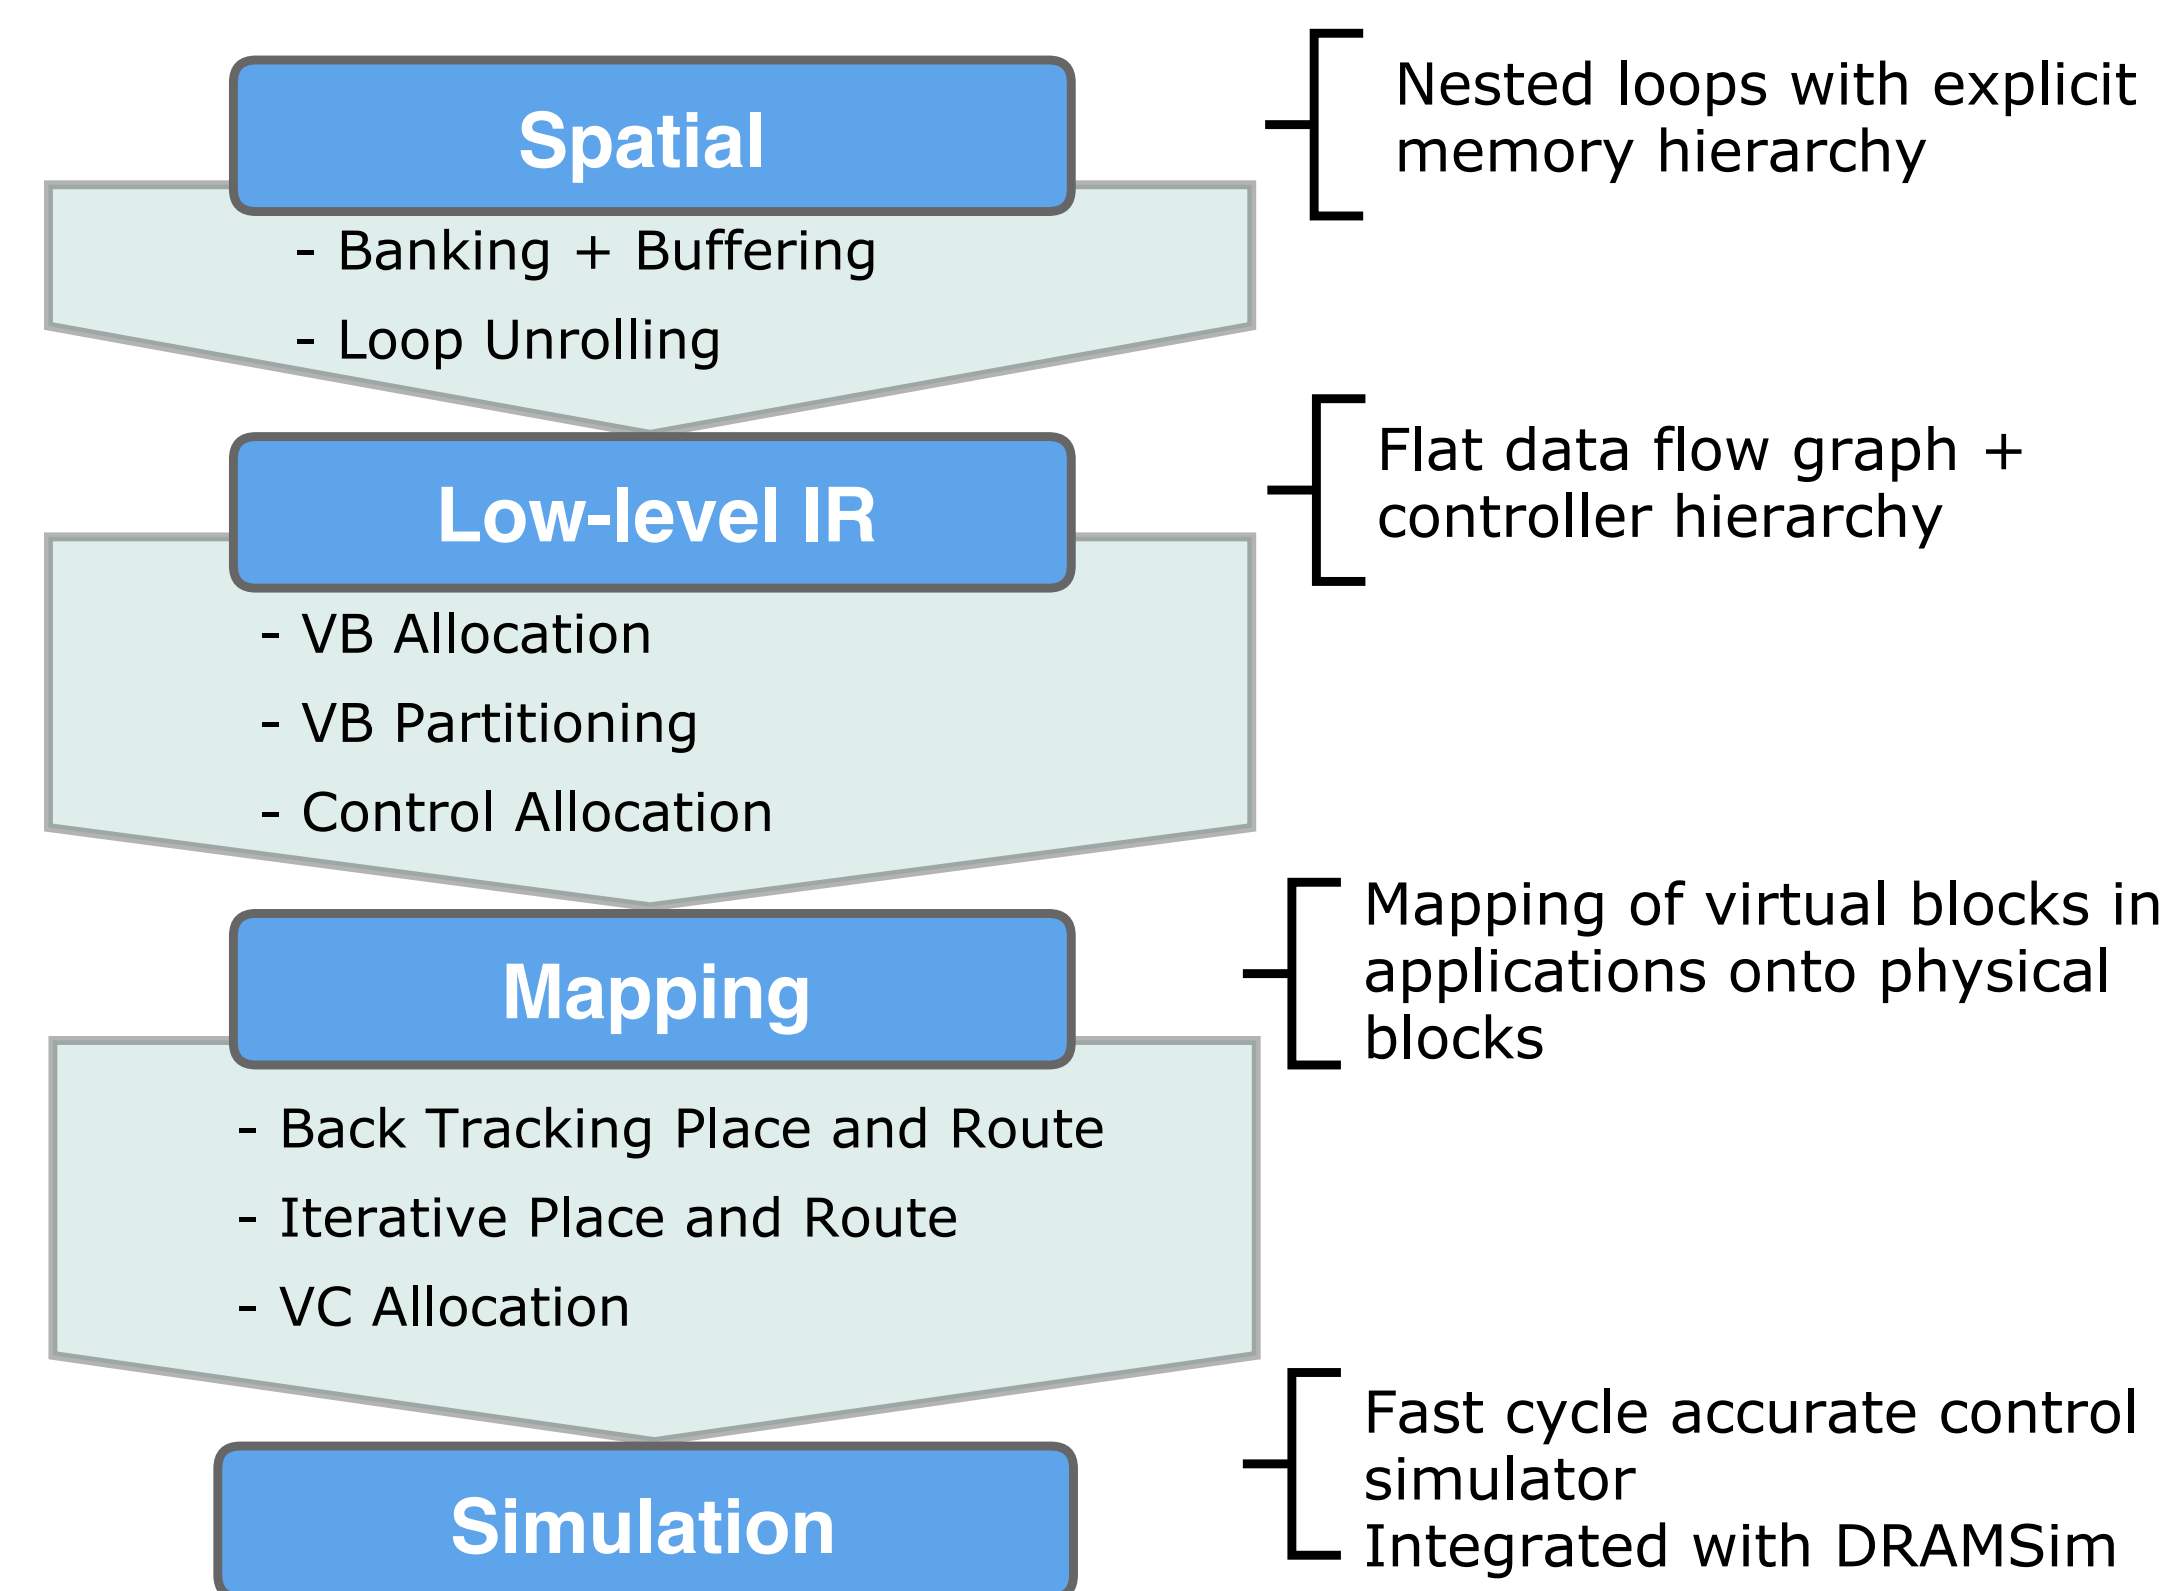 Spatial
Nested loops with explicit
memory hierarchy
- Banking + Buffering
- Loop Unrolling
Low-level IR
Flat data flow graph +
controller hierarchy
- VB Allocation
- VB Partitioning
- Control Allocation
Mapping
Mapping of virtual blocks in
applications onto physical
blocks
- Back Tracking Place and Route
- Iterative Place and Route
- VC Allocation
Simulation
Fast cycle accurate control
simulator
Integrated with DRAMSim